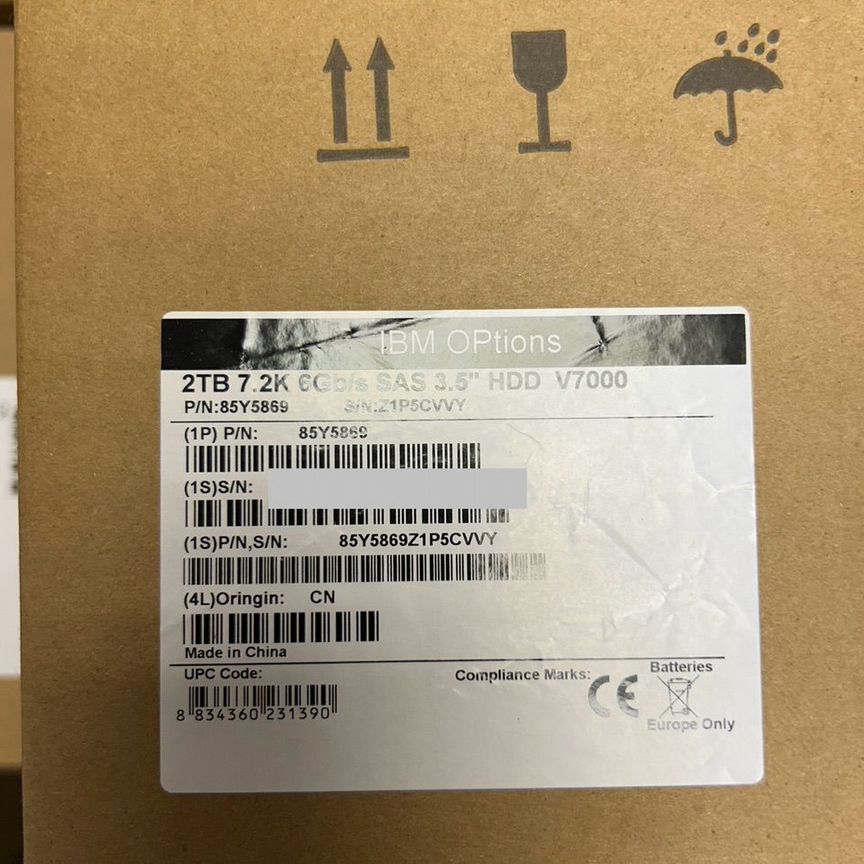 IBM OPtions
2TB 7.2K 6Gb/s SAS 3.5" HDD V7000
P/N:85Y5869 S/N:Z1P5CVVY
(1P) P/N: 85Y5869
(1S)S/N:
(1S)P/N,S/N: 85Y5869Z1P5CVVY
(4L)Oringin: CN
Made in China
UPC Code: Compliance Marks: Batteries
8 834360 231390
CE
Europe Only